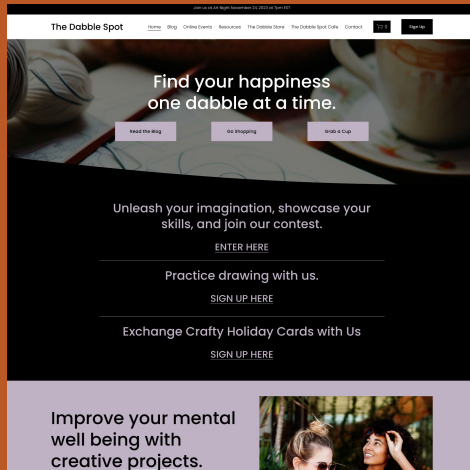 Join us at Art Night November 24, 2023 at 7pm EST
The Dabble Spot
Home Blog Online Events Resources The Dabble Store The Dabble Spot Cafe Contact 0 Sign Up
Find your happiness
one dabble at a time.
Read the Blog Go Shopping Grab a Cup
Unleash your imagination, showcase your
skills, and join our contest.
ENTER HERE
Practice drawing with us.
SIGN UP HERE
Exchange Crafty Holiday Cards with Us
SIGN UP HERE
Improve your mental
well being with
creative projects.